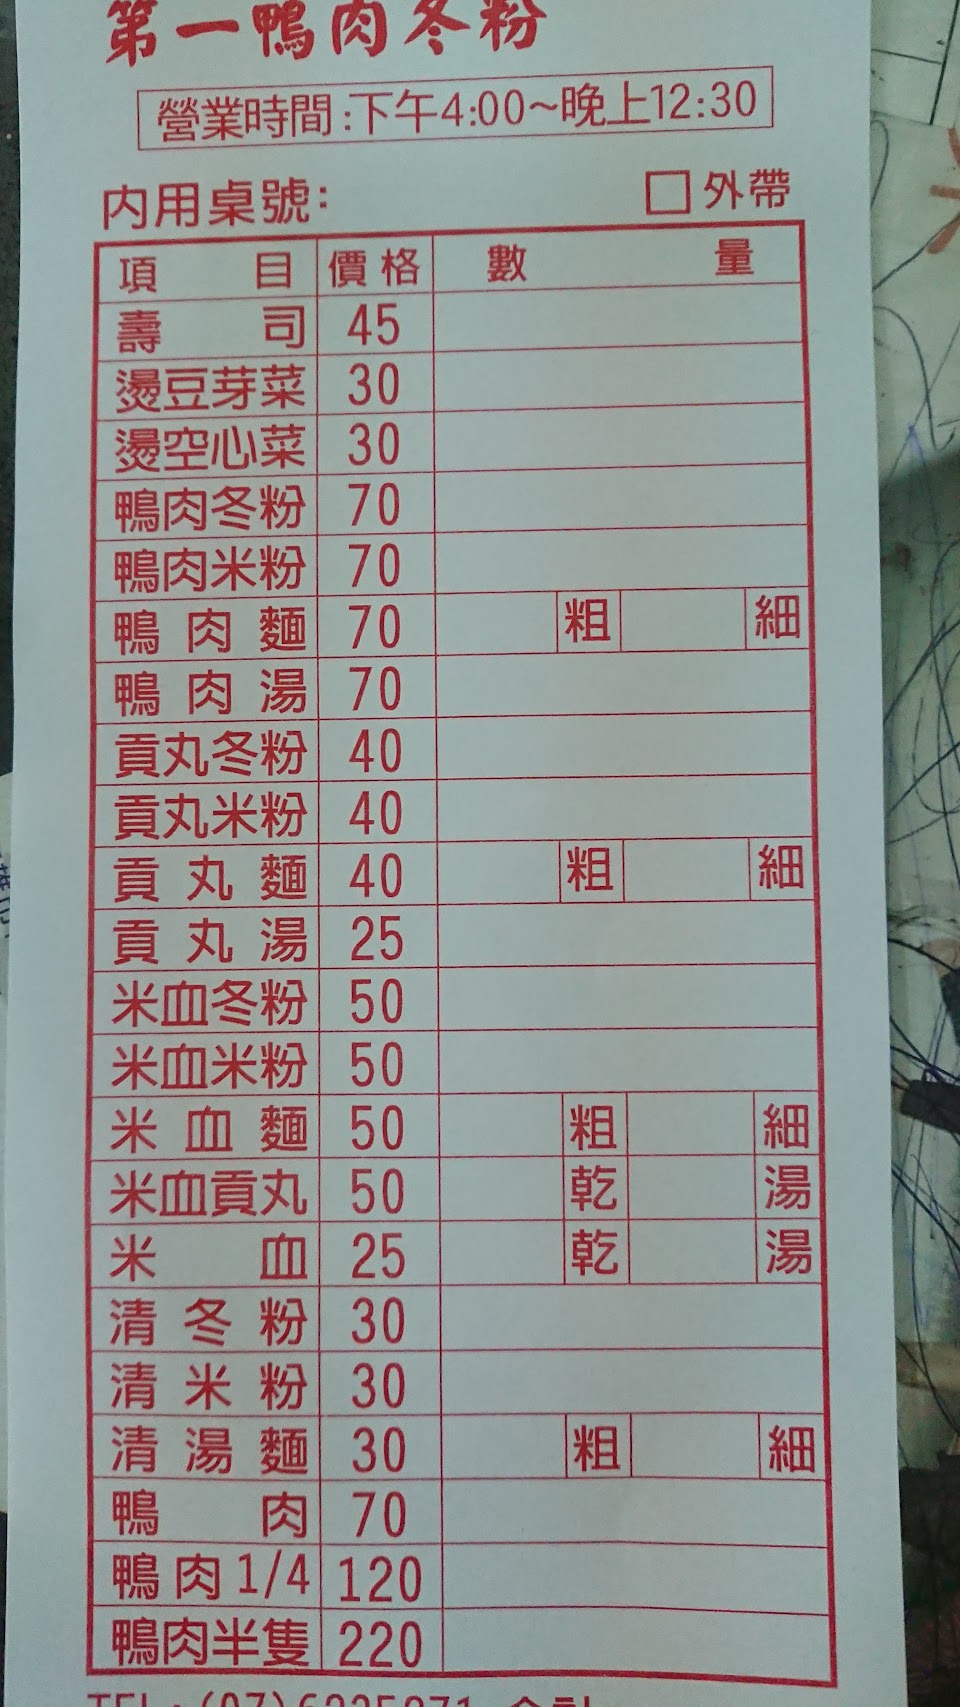 第一鴨肉冬粉
營業時間:下午4:00~晚上12:30
內用桌號: □外帶
項目 價格 數量
壽司 45
燙豆芽菜 30
燙空心菜 30
鴨肉冬粉 70
鴨肉米粉 70
鴨肉麵 70 粗 細
鴨肉湯 70
貢丸冬粉 40
貢丸米粉 40
貢丸麵 40 粗 細
貢丸湯 25
米血冬粉 50
米血米粉 50
米血麵 50 粗 細
米血貢丸 50 乾 湯
米血 25 乾 湯
清冬粉 30
清米粉 30
清湯麵 30 粗 細
鴨肉 70
鴨肉1/4 120
鴨肉半隻 220
TEL:(07)6225271 合計